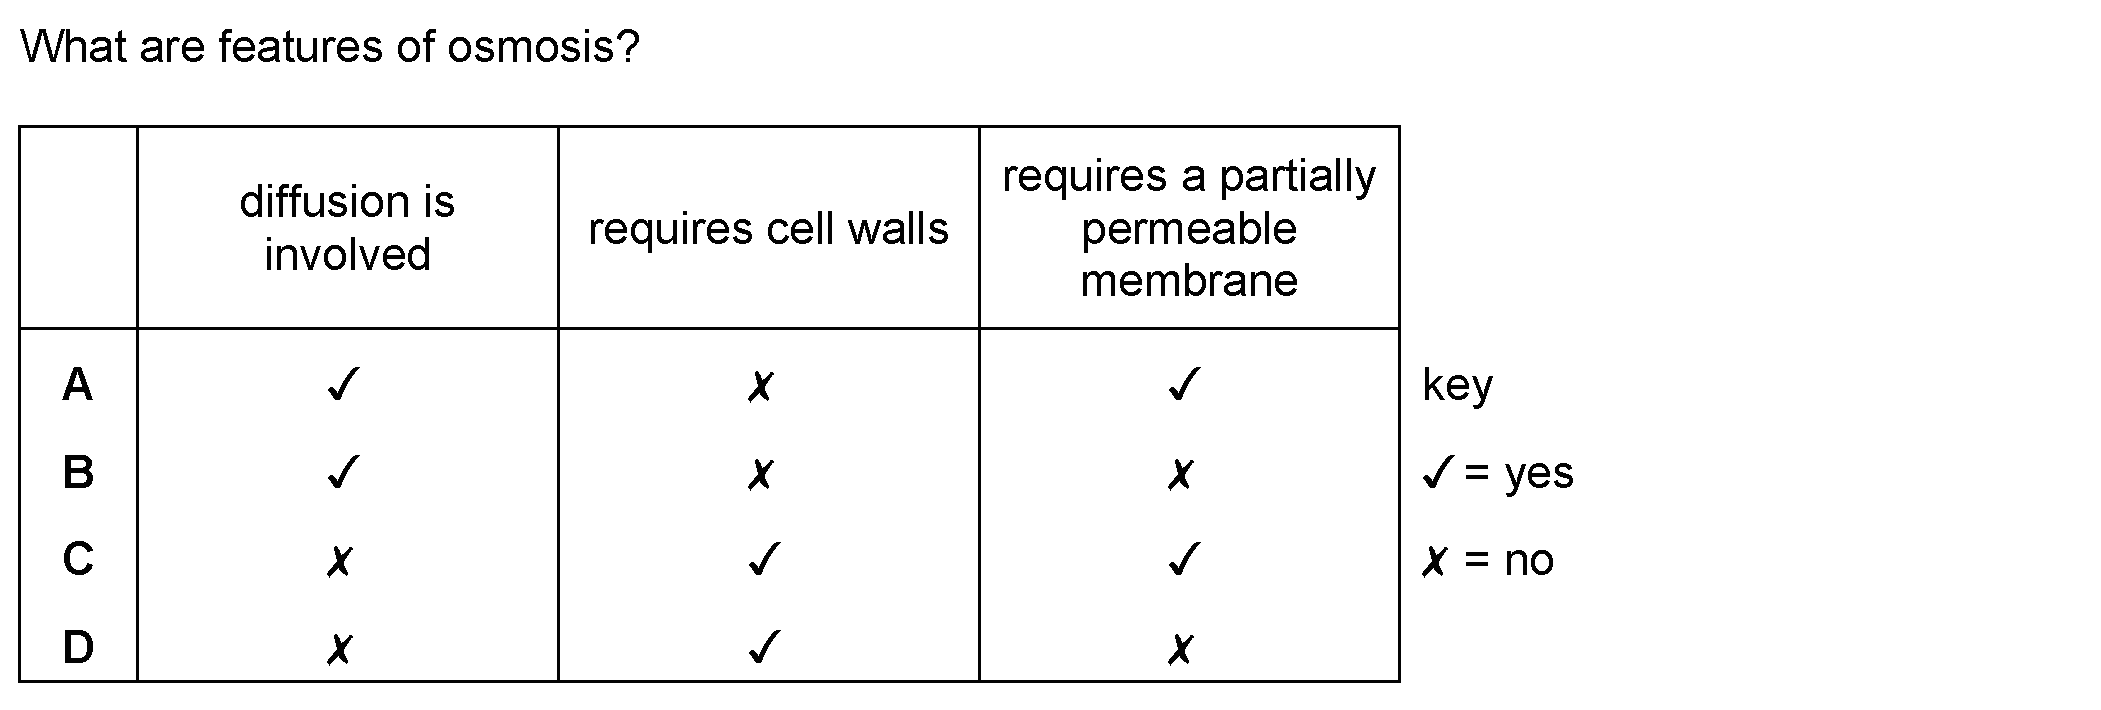 What are features of osmosis?
diffusion is
involved
requires cell walls
requires a partially
permeable
membrane
A ✓ ✗ ✓ key
B ✓ ✗ ✗ ✓ = yes
C ✗ ✓ ✓ ✗ = no
D ✗ ✓ ✗